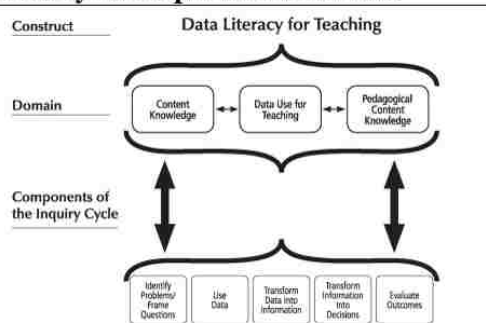 Construct
Data Literacy for Teaching
Domain
Content
Knowledge
Data Use for
Teaching
Pedagogical
Content
Knowledge
Components of
the Inquiry Cycle
Identify
Problems/
Frame
Questions
Use
Data
Transform
Data into
Information
Transform
Information
Into
Decisions
Evaluate
Outcomes